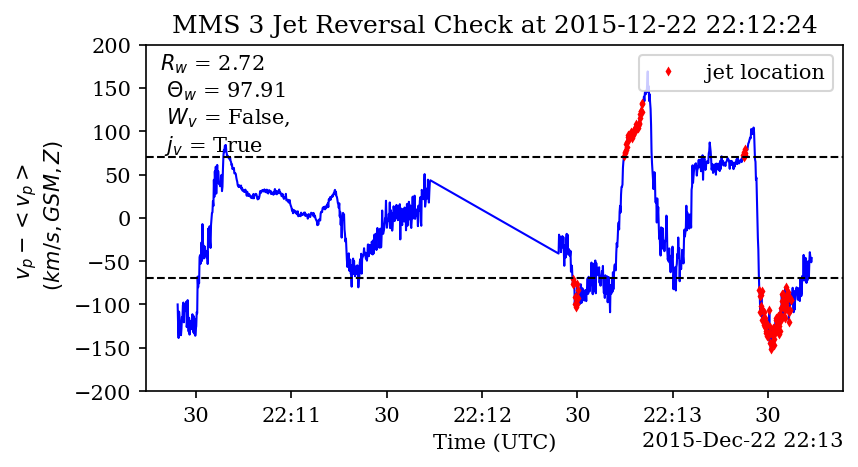 MMS 3 Jet Reversal Check at 2015-12-22 22:12:24
R_w = 2.72
Θ_w = 97.91
W_v = False,
j_v = True
jet location
200
150
100
50
0
−50
−100
−150
−200
v_p − < v_p >
(km/s, GSM, Z)
30 22:11 30 22:12 30 22:13 30
Time (UTC)
2015-Dec-22 22:13